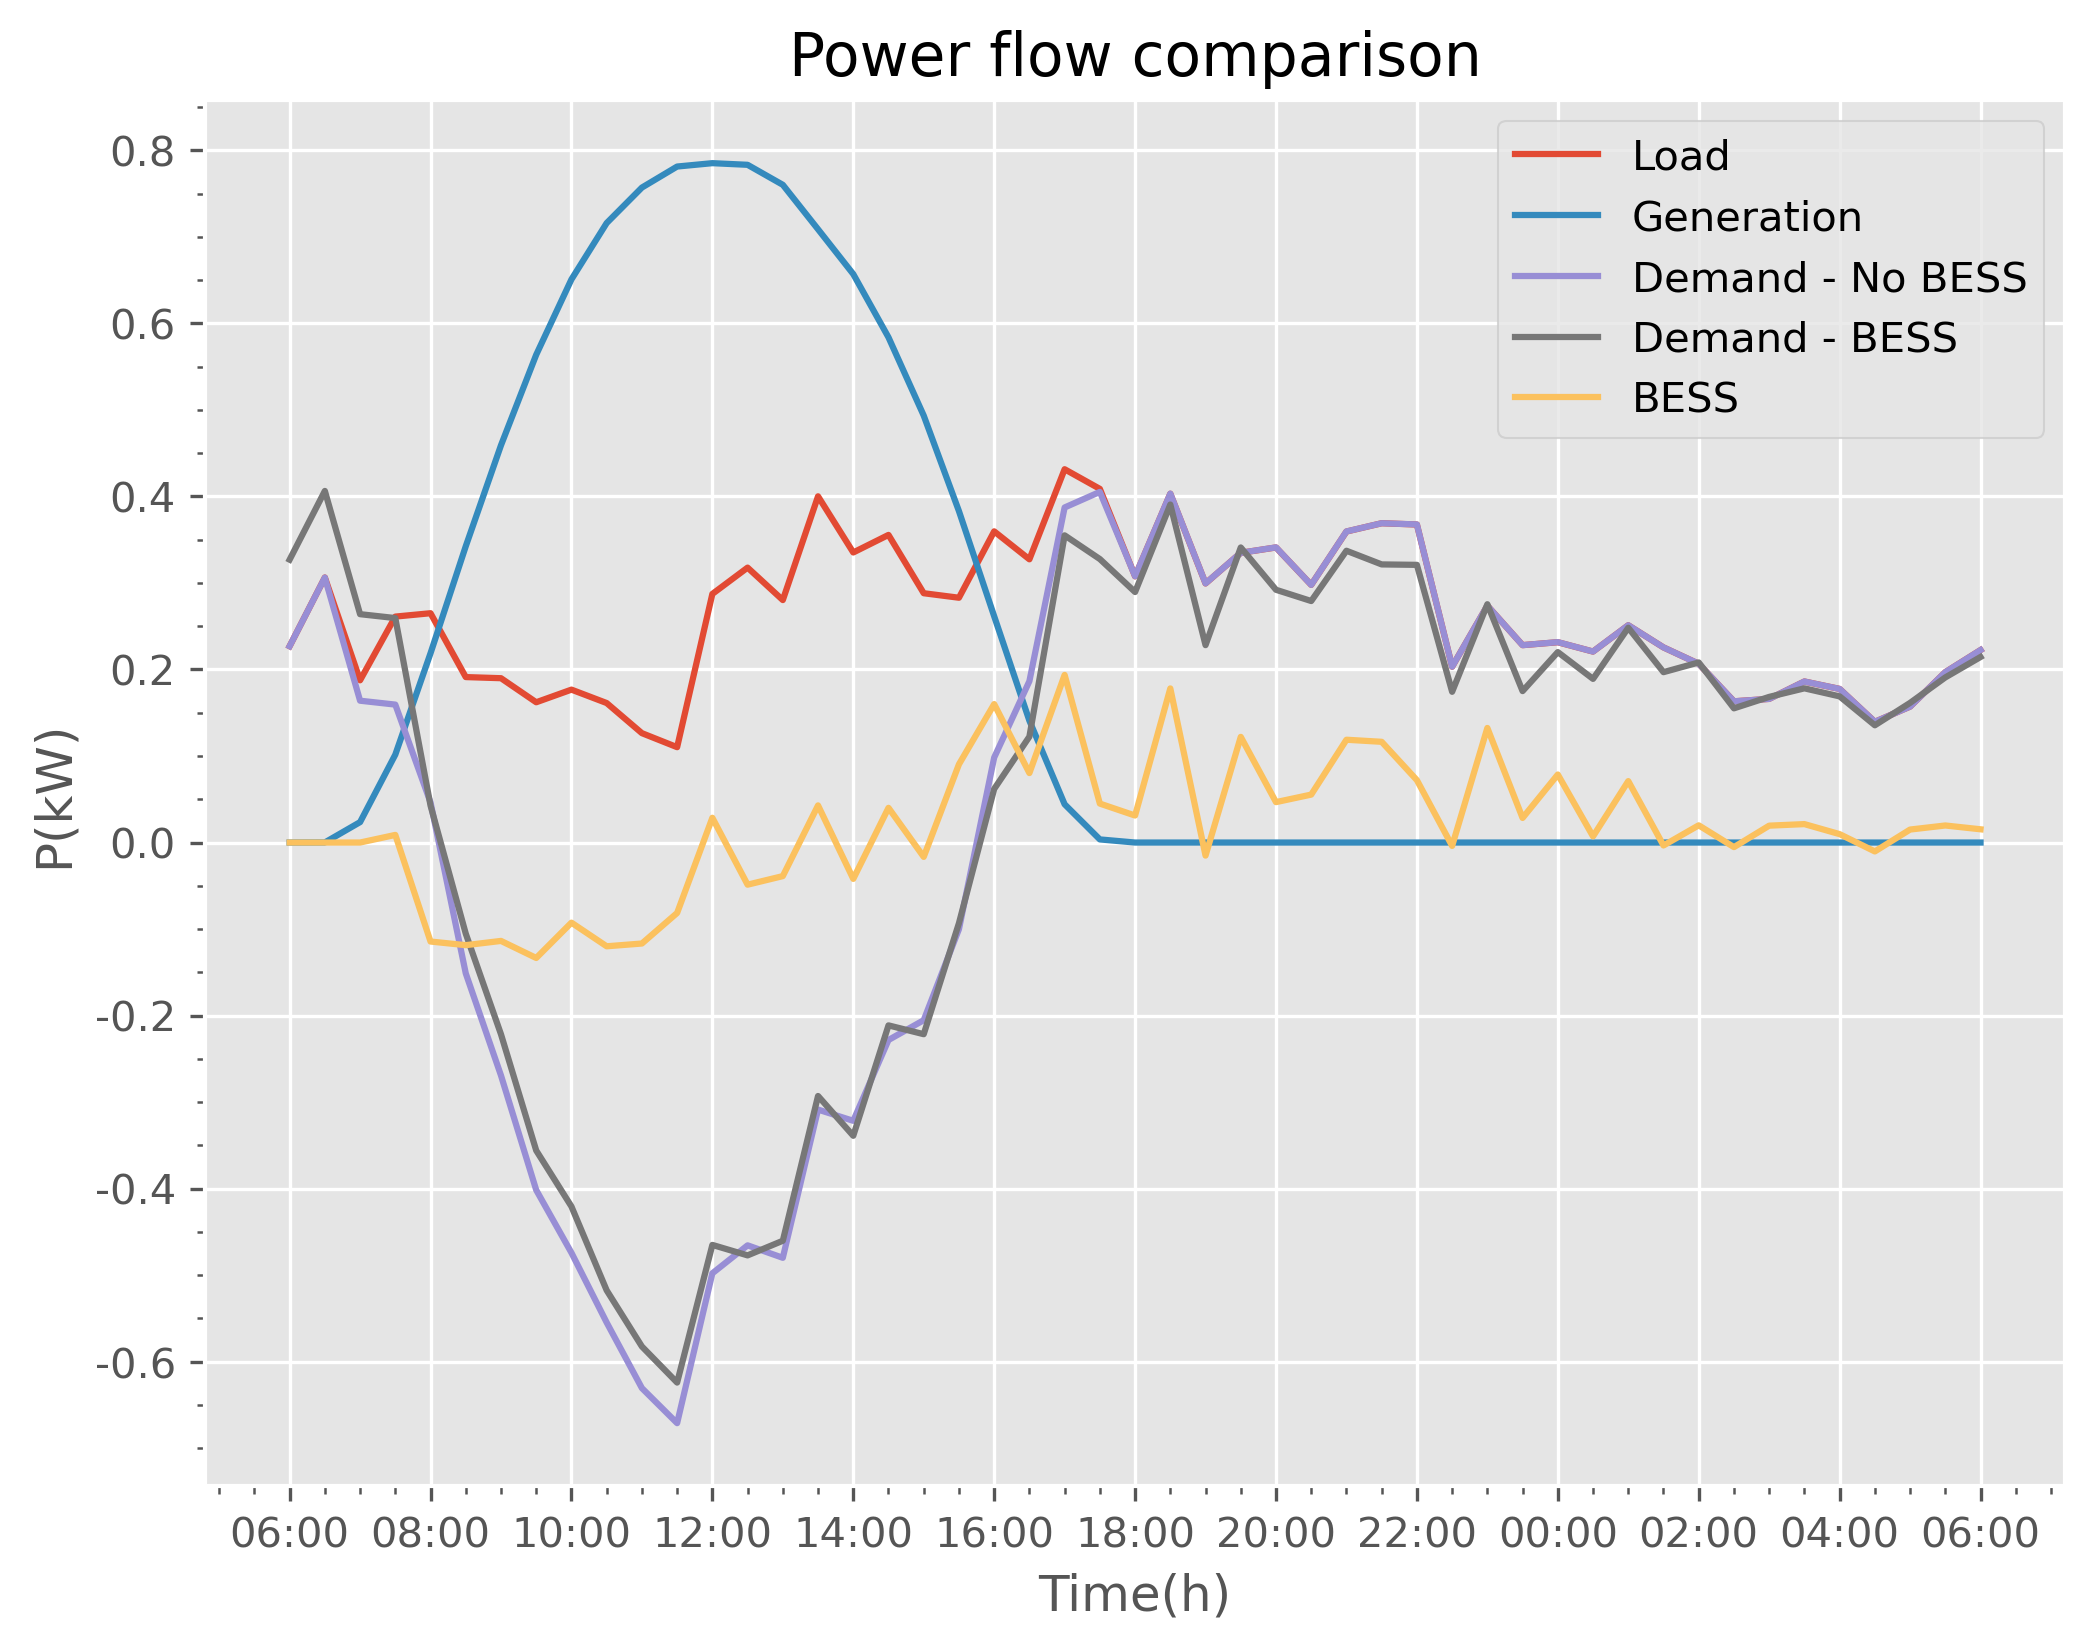 Power flow comparison
Load
Generation
Demand - No BESS
Demand - BESS
BESS
0.8
0.6
0.4
0.2
0.0
-0.2
-0.4
-0.6
P(kW)
06:00 08:00 10:00 12:00 14:00 16:00 18:00 20:00 22:00 00:00 02:00 04:00 06:00
Time(h)